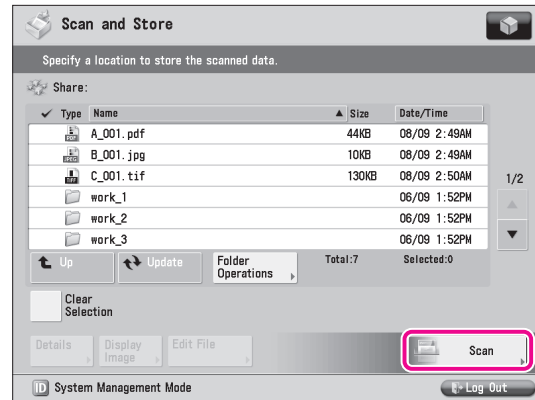 Scan and Store
Specify a location to store the scanned data.
Share:
✓ Type Name ▲ Size Date/Time
A_001.pdf 44KB 08/09 2:49AM
B_001.jpg 10KB 08/09 2:49AM
C_001.tif 130KB 08/09 2:50AM
1/2
work_1 06/09 1:52PM
work_2 06/09 1:52PM
work_3 06/09 1:52PM
Up Update Folder Operations Total:7 Selected:0
Clear
Selection
Details Display Image Edit File Scan
ID System Management Mode Log Out